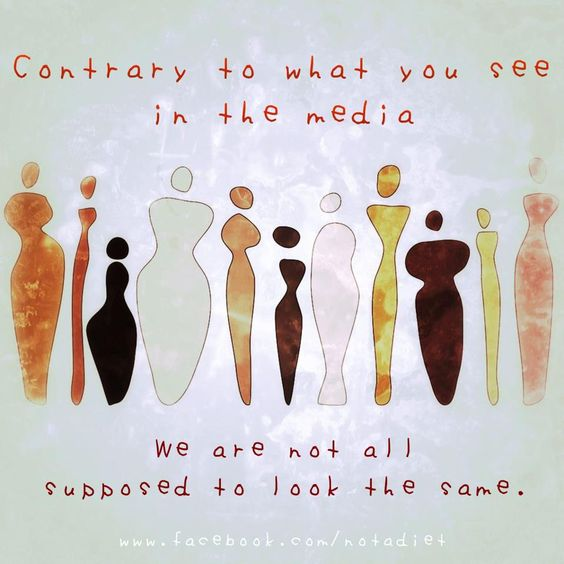 Contrary to what you see
in the media
We are not all
supposed to look the same.
www.facebook.com/notadiet